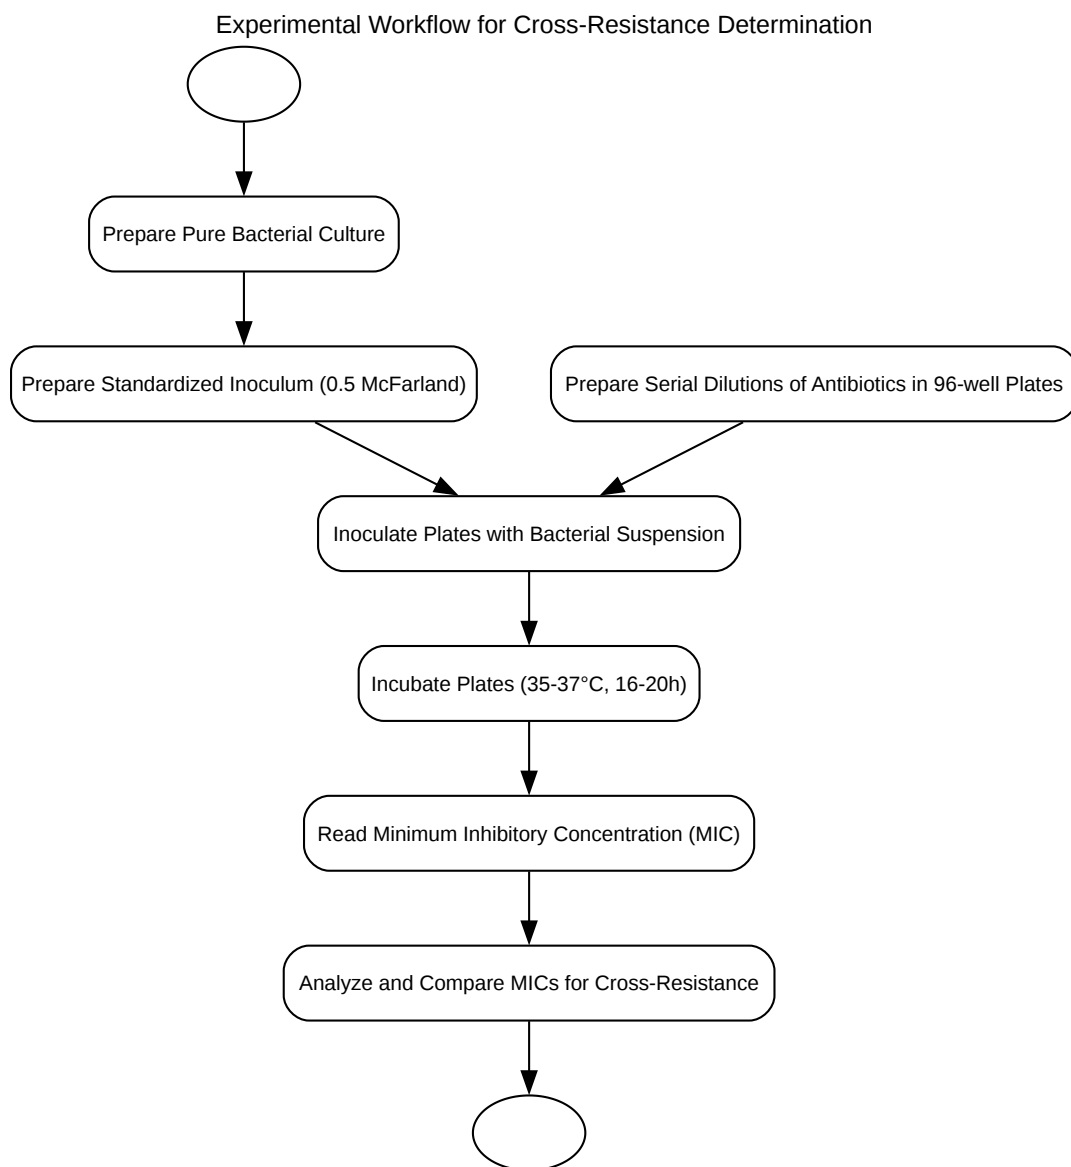 Experimental Workflow for Cross-Resistance Determination
Prepare Pure Bacterial Culture
Prepare Standardized Inoculum (0.5 McFarland)
Prepare Serial Dilutions of Antibiotics in 96-well Plates
Inoculate Plates with Bacterial Suspension
Incubate Plates (35-37°C, 16-20h)
Read Minimum Inhibitory Concentration (MIC)
Analyze and Compare MICs for Cross-Resistance